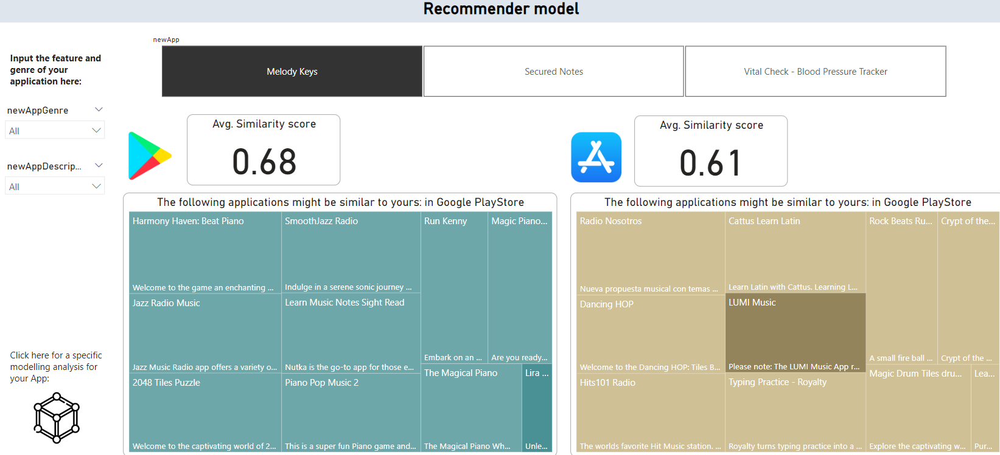 Recommender model
newApp
Input the feature and
genre of your
application here:
Melody Keys
Secured Notes
Vital Check - Blood Pressure Tracker
newAppGenre
All
newAppDescrip...
All
Avg. Similarity score
0.68
Avg. Similarity score
0.61
The following applications might be similar to yours: in Google PlayStore
Harmony Haven: Beat Piano
Welcome to the game an enchanting ...
SmoothJazz Radio
Indulge in a serene sonic journey ...
Run Kenny
Embark on an ...
Magic Piano...
Are you ready...
Jazz Radio Music
Jazz Music Radio app offers a variety o...
Learn Music Notes Sight Read
Nutka is the go-to app for those e...
2048 Tiles Puzzle
Welcome to the captivating world of 2...
Piano Pop Music 2
This is a super fun Piano game and...
The Magical Piano
The Magical Piano Wh...
Lira ...
Unle...
The following applications might be similar to yours: in Google PlayStore
Radio Nosotros
Nueva propuesta musical con temas ...
Cattus Learn Latin
Learn Latin with Cattus. Learning L...
Rock Beats Ru...
A small fire ball ...
Crypt of the...
Crypt of the ...
Dancing HOP
Welcome to the Dancing HOP: Tiles B...
LUMI Music
Please note: The LUMI Music App r...
Hits101 Radio
The worlds favorite Hit Music station. ...
Typing Practice - Royalty
Royalty turns typing practice into a ...
Magic Drum Tiles dru...
Explore the captivating w...
Lea...
Pur...
Click here for a specific
modelling analysis for
your App: